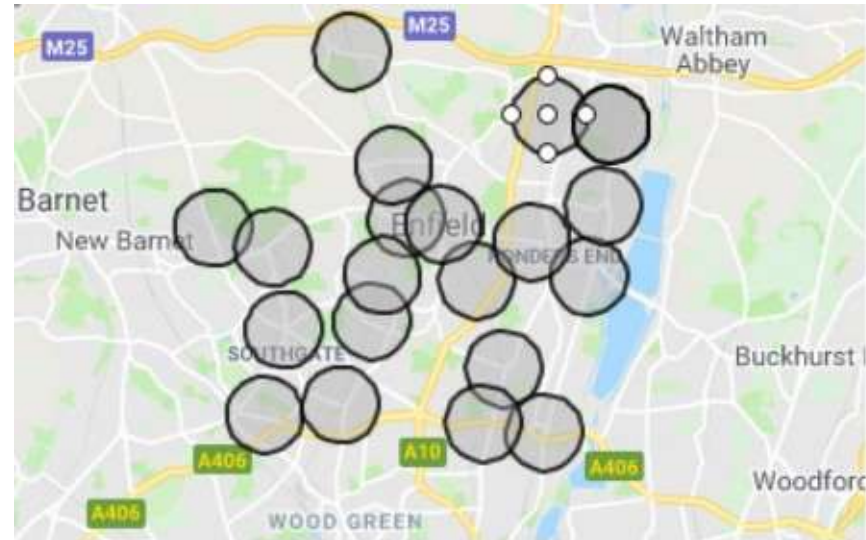 M25
M25
Waltham
Abbey
Barnet
New Barnet
Enfield
PONDERS END
SOUTHGATE
Buckhurst
A406
A10
A406
Woodford
A406
WOOD GREEN